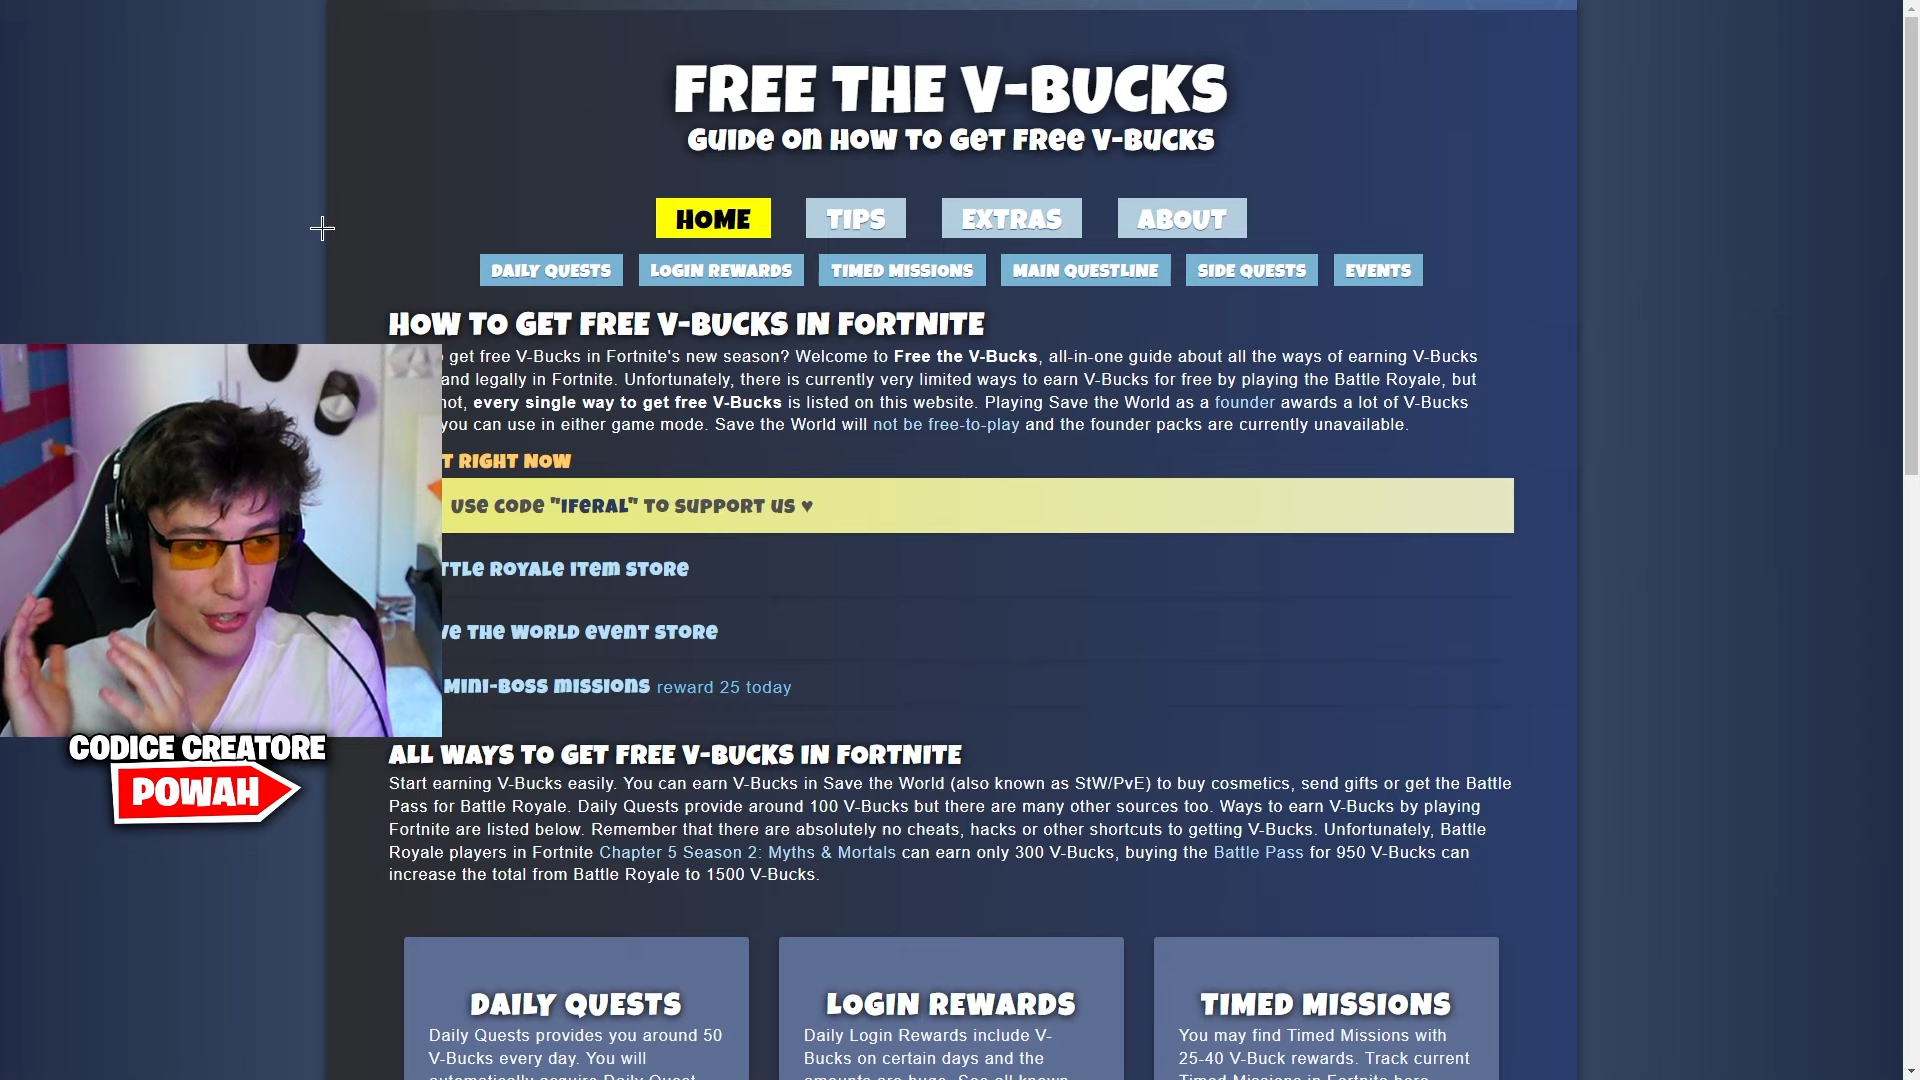 FREE THE V-BUCKS
GUIDE ON HOW TO GET FREE V-BUCKS
HOME TIPS EXTRAS ABOUT
DAILY QUESTS LOGIN REWARDS TIMED MISSIONS MAIN QUESTLINE SIDE QUESTS EVENTS
HOW TO GET FREE V-BUCKS IN FORTNITE
get free V-Bucks in Fortnite's new season? Welcome to Free the V-Bucks, all-in-one guide about all the ways of earning V-Bucks
and legally in Fortnite. Unfortunately, there is currently very limited ways to earn V-Bucks for free by playing the Battle Royale, but
every single way to get free V-Bucks is listed on this website. Playing Save the World as a founder awards a lot of V-Bucks
you can use in either game mode. Save the World will not be free-to-play and the founder packs are currently unavailable.
RIGHT NOW
USE CODE "IFERAL" TO SUPPORT US ♥
ROYALE ITEM STORE
THE WORLD EVENT STORE
MINI-BOSS MISSIONS reward 25 today
CODICE CREATORE
POWAH
ALL WAYS TO GET FREE V-BUCKS IN FORTNITE
Start earning V-Bucks easily. You can earn V-Bucks in Save the World (also known as StW/PvE) to buy cosmetics, send gifts or get the Battle
Pass for Battle Royale. Daily Quests provide around 100 V-Bucks but there are many other sources too. Ways to earn V-Bucks by playing
Fortnite are listed below. Remember that there are absolutely no cheats, hacks or other shortcuts to getting V-Bucks. Unfortunately, Battle
Royale players in Fortnite Chapter 5 Season 2: Myths & Mortals can earn only 300 V-Bucks, buying the Battle Pass for 950 V-Bucks can
increase the total from Battle Royale to 1500 V-Bucks.
DAILY QUESTS
Daily Quests provides you around 50
V-Bucks every day. You will
LOGIN REWARDS
Daily Login Rewards include V-
Bucks on certain days and the
TIMED MISSIONS
You may find Timed Missions with
25-40 V-Buck rewards. Track current